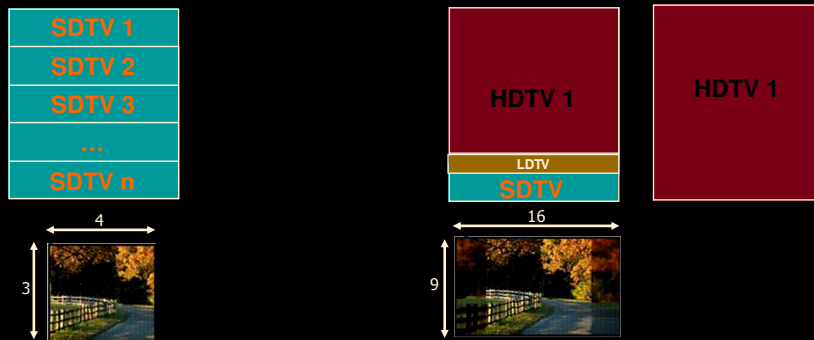 SDTV 1
SDTV 2
SDTV 3
...
SDTV n
HDTV 1
LDTV
SDTV
HDTV 1
4
3
16
9